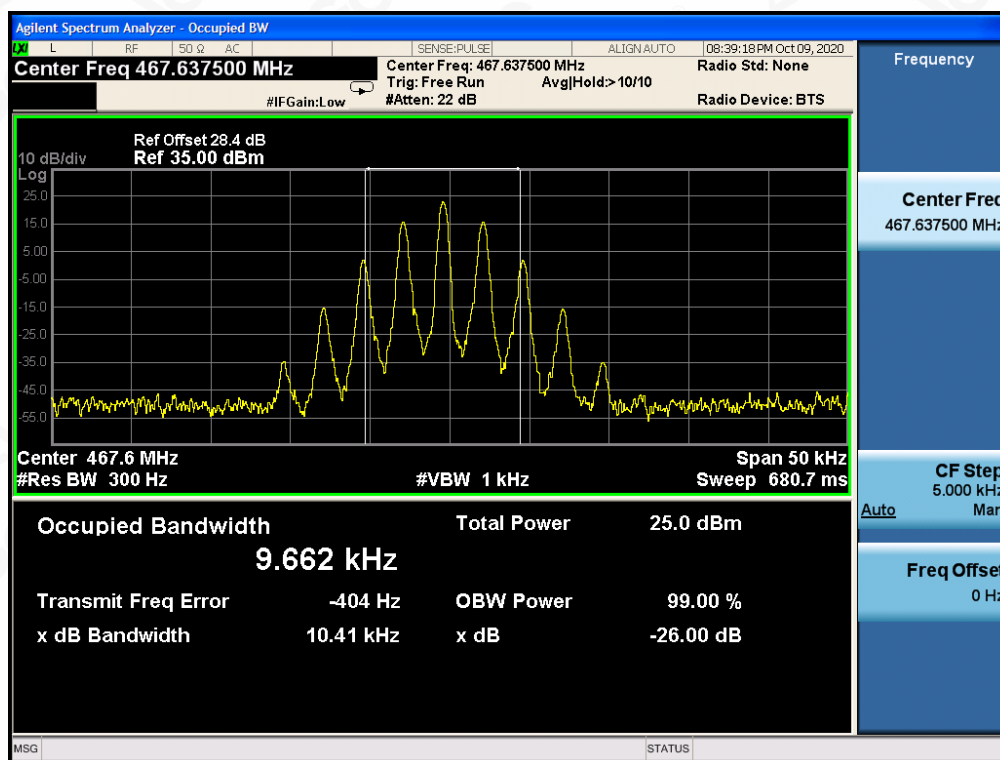 Agilent Spectrum Analyzer - Occupied BW
LXI L RF 50 Ω AC SENSE:PULSE ALIGN AUTO 08:39:18 PM Oct 09, 2020
Center Freq 467.637500 MHz
Center Freq: 467.637500 MHz
Radio Std: None
Trig: Free Run Avg|Hold:> 10/10
#IFGain:Low
#Atten: 22 dB
Radio Device: BTS
Ref Offset 28.4 dB
10 dB/div Ref 35.00 dBm
Log
25.0
15.0
5.00
-5.00
-15.0
-25.0
-35.0
-45.0
-55.0
Center 467.6 MHz Span 50 kHz
#Res BW 300 Hz #VBW 1 kHz Sweep 680.7 ms
Occupied Bandwidth
9.662 kHz
Total Power 25.0 dBm
Transmit Freq Error -404 Hz OBW Power 99.00 %
x dB Bandwidth 10.41 kHz x dB -26.00 dB
MSG STATUS
Frequency
Center Freq
467.637500 MHz
CF Step
5.000 kHz
Auto Man
Freq Offset
0 Hz